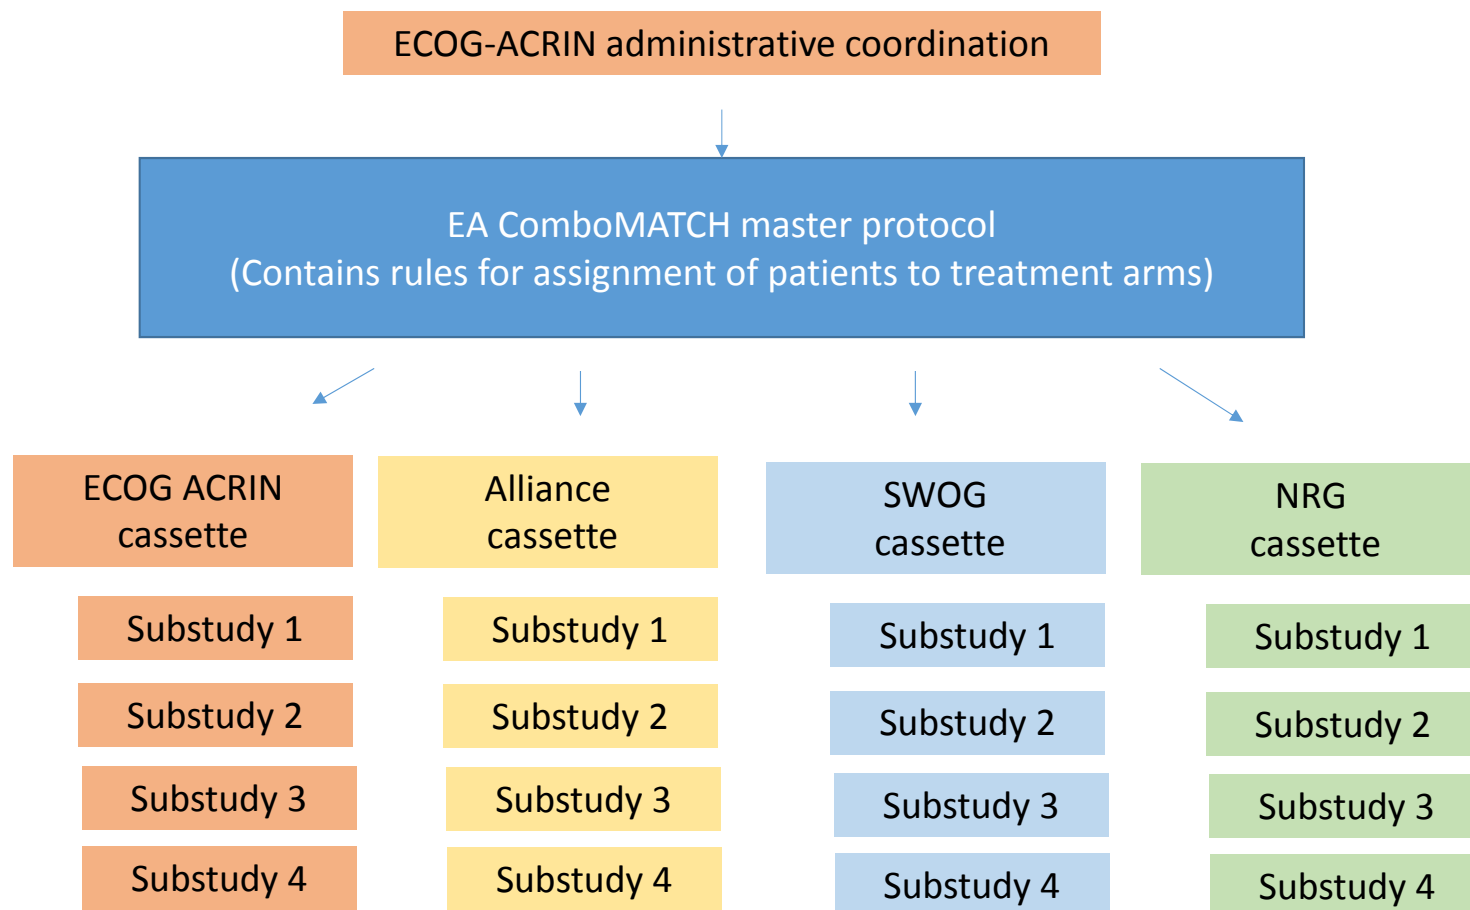 ECOG-ACRIN administrative coordination
EA ComboMATCH master protocol
(Contains rules for assignment of patients to treatment arms)
ECOG ACRIN
cassette
Alliance
cassette
SWOG
cassette
NRG
cassette
Substudy 1
Substudy 1
Substudy 1
Substudy 1
Substudy 2
Substudy 2
Substudy 2
Substudy 2
Substudy 3
Substudy 3
Substudy 3
Substudy 3
Substudy 4
Substudy 4
Substudy 4
Substudy 4